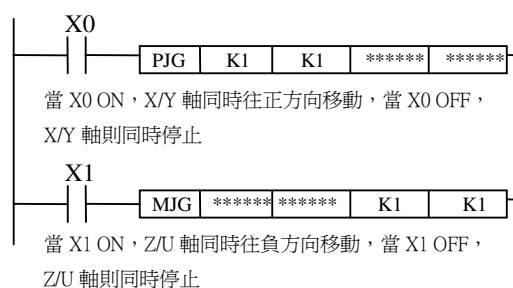 X0
PJG K1 K1 ****** ******
當 X0 ON，X/Y 軸同時往正方向移動，當 X0 OFF，
X/Y 軸則同時停止
X1
MJG ****** ****** K1 K1
當 X1 ON，Z/U 軸同時往負方向移動，當 X1 OFF，
Z/U 軸則同時停止